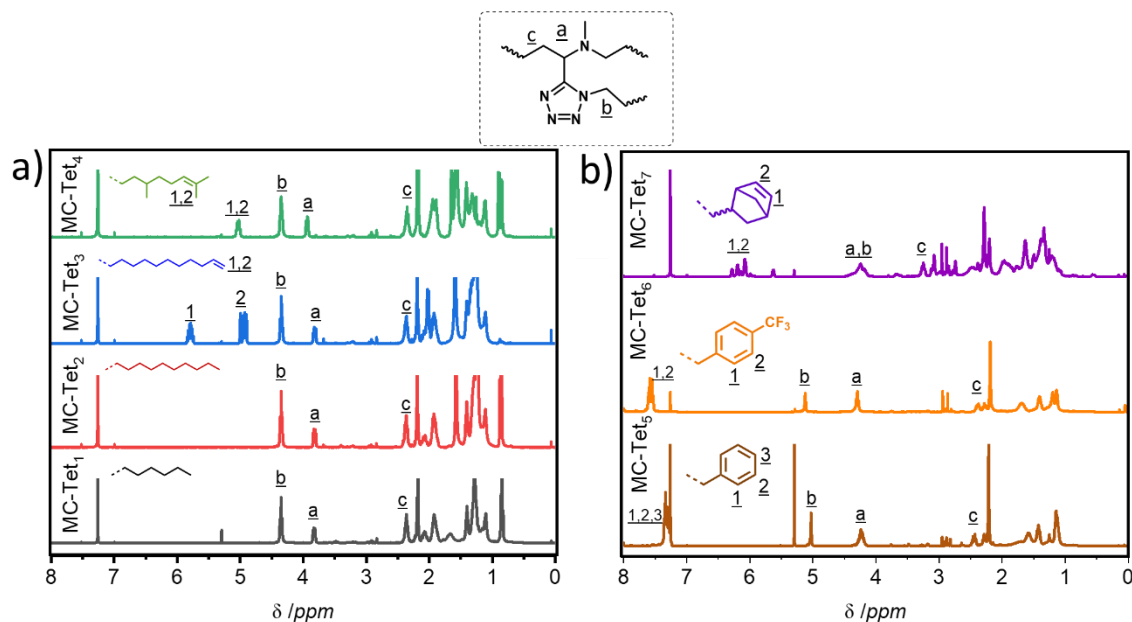 c
a
N
N
N
N=N
N
b
a)
MC-Tet4
1,2
1,2
b
a
c
MC-Tet3
1,2
1
2
b
a
c
MC-Tet2
b
a
c
MC-Tet1
b
a
c
8 7 6 5 4 3 2 1 0
δ /ppm
b)
MC-Tet7
2
1
1,2
a,b
c
MC-Tet6
CF3
1,2
1
2
b
a
c
MC-Tet5
3
1
2
1,2,3
b
a
c
8 7 6 5 4 3 2 1 0
δ /ppm